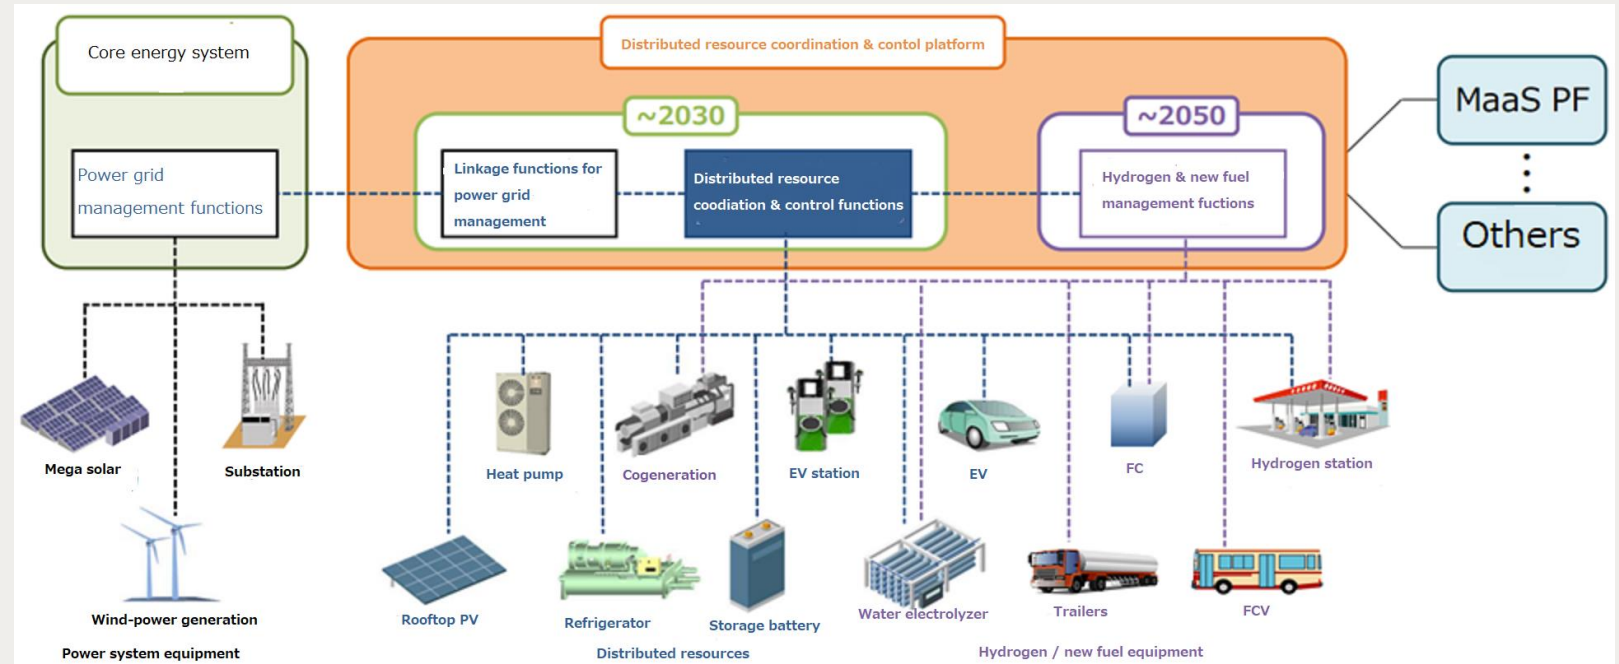 Core energy system
Distributed resource coordination & contol platform
MaaS PF
~2030
~2050
Power grid
management functions
Linkage functions for
power grid
management
Distributed resource
coodiation & control functions
Hydrogen & new fuel
management fuctions
Others
Mega solar
Substation
Heat pump
Cogeneration
EV station
EV
FC
Hydrogen station
Wind-power generation
Rooftop PV
Refrigerator
Storage battery
Water electrolyzer
Trailers
FCV
Power system equipment
Distributed resources
Hydrogen / new fuel equipment